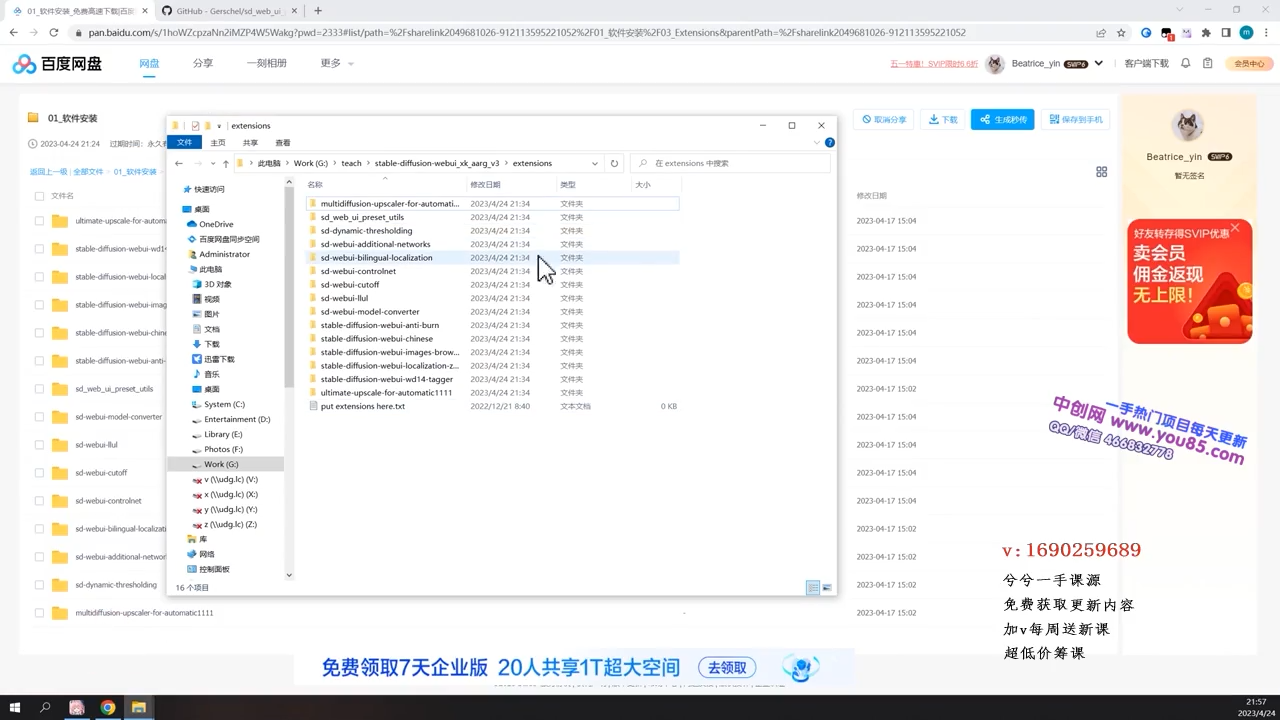 01_软件安装_免费高速下载|百度
GitHub - Gerschel/sd_web_ui_
pan.baidu.com/s/1hoWZcpzaNn2iMZP4W5Wakg?pwd=2333#list/path=%2Fsharelink2049681026-912113595221052%2F01_软件安装%2F03_Extensions&parentPath=%2Fsharelink2049681026-912113595221052
百度网盘
网盘
分享
一刻相册
更多
五一特惠！SVIP限时6.6折
Beatrice_yin
SVIP6
客户端下载
会员中心
01_软件安装
取消分享
下载
生成秒传
保存到手机
2023-04-24 21:24
过期时间：永久有
返回上一级 | 全部文件 > 01_软件安装 >
文件名
修改日期
ultimate-upscale-for-autom
2023-04-17 15:04
stable-diffusion-webui-wd14
2023-04-17 15:04
stable-diffusion-webui-local
2023-04-17 15:04
stable-diffusion-webui-imag
2023-04-17 15:04
stable-diffusion-webui-chine
2023-04-17 15:04
stable-diffusion-webui-anti-
2023-04-17 15:04
sd_web_ui_preset_utils
2023-04-17 15:02
sd-webui-model-converter
2023-04-17 15:04
sd-webui-llul
2023-04-17 15:04
sd-webui-cutoff
2023-04-17 15:04
sd-webui-controlnet
2023-04-17 15:04
sd-webui-bilingual-localizati
2023-04-17 15:02
sd-webui-additional-networ
2023-04-17 15:02
sd-dynamic-thresholding
2023-04-17 15:02
multidiffusion-upscaler-for-automatic1111
-
2023-04-17 15:02
extensions
文件
主页
共享
查看
此电脑 > Work (G:) > teach > stable-diffusion-webui_xk_aarg_v3 > extensions
在 extensions 中搜索
快速访问
桌面
OneDrive
百度网盘同步空间
Administrator
此电脑
3D 对象
视频
图片
文档
下载
迅雷下载
音乐
桌面
System (C:)
Entertainment (D:)
Library (E:)
Photos (F:)
Work (G:)
v (\\udg.lc) (V:)
x (\\udg.lc) (X:)
y (\\udg.lc) (Y:)
z (\\udg.lc) (Z:)
库
网络
控制面板
名称
修改日期
类型
大小
multidiffusion-upscaler-for-automati... 2023/4/24 21:34 文件夹
sd_web_ui_preset_utils 2023/4/24 21:34 文件夹
sd-dynamic-thresholding 2023/4/24 21:34 文件夹
sd-webui-additional-networks 2023/4/24 21:34 文件夹
sd-webui-bilingual-localization 2023/4/24 21:34 文件夹
sd-webui-controlnet 2023/4/24 21:34 文件夹
sd-webui-cutoff 2023/4/24 21:34 文件夹
sd-webui-llul 2023/4/24 21:34 文件夹
sd-webui-model-converter 2023/4/24 21:34 文件夹
stable-diffusion-webui-anti-burn 2023/4/24 21:34 文件夹
stable-diffusion-webui-chinese 2023/4/24 21:34 文件夹
stable-diffusion-webui-images-brow... 2023/4/24 21:34 文件夹
stable-diffusion-webui-localization-z... 2023/4/24 21:34 文件夹
stable-diffusion-webui-wd14-tagger 2023/4/24 21:34 文件夹
ultimate-upscale-for-automatic1111 2023/4/24 21:34 文件夹
put extensions here.txt 2022/12/21 8:40 文本文档 0 KB
16 个项目
Beatrice_yin
SVIP6
暂无签名
好友转存得SVIP优惠
卖会员
佣金返现
无上限！
中创网 一手热门项目每天更新
www.you85.com
QQ/微信 466832778
v:1690259689
兮兮一手课源
免费获取更新内容
加v每周送新课
超低价筹课
免费领取7天企业版 20人共享1T超大空间
去领取
21:57
2023/4/24